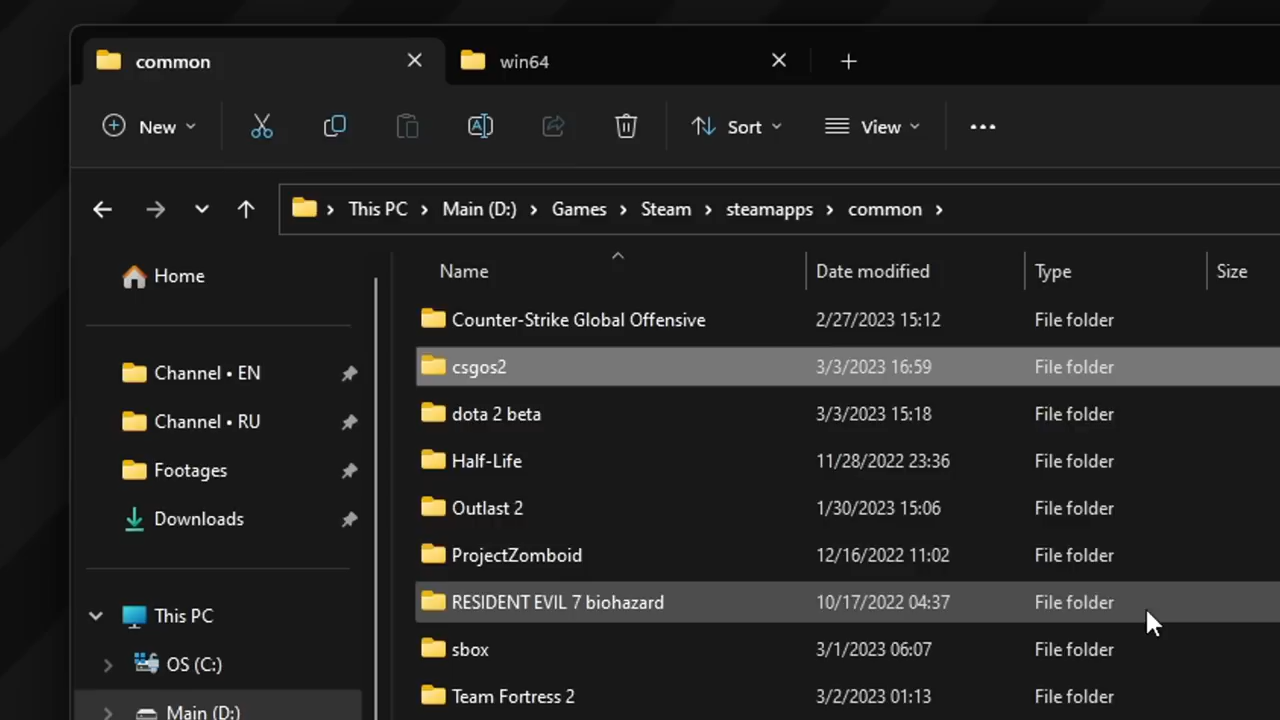 common
win64
New
Sort
View
This PC > Main (D:) > Games > Steam > steamapps > common >
Home
Channel • EN
Channel • RU
Footages
Downloads
This PC
OS (C:)
Main (D:)
Name Date modified Type Size
Counter-Strike Global Offensive 2/27/2023 15:12 File folder
csgos2 3/3/2023 16:59 File folder
dota 2 beta 3/3/2023 15:18 File folder
Half-Life 11/28/2022 23:36 File folder
Outlast 2 1/30/2023 15:06 File folder
ProjectZomboid 12/16/2022 11:02 File folder
RESIDENT EVIL 7 biohazard 10/17/2022 04:37 File folder
sbox 3/1/2023 06:07 File folder
Team Fortress 2 3/2/2023 01:13 File folder